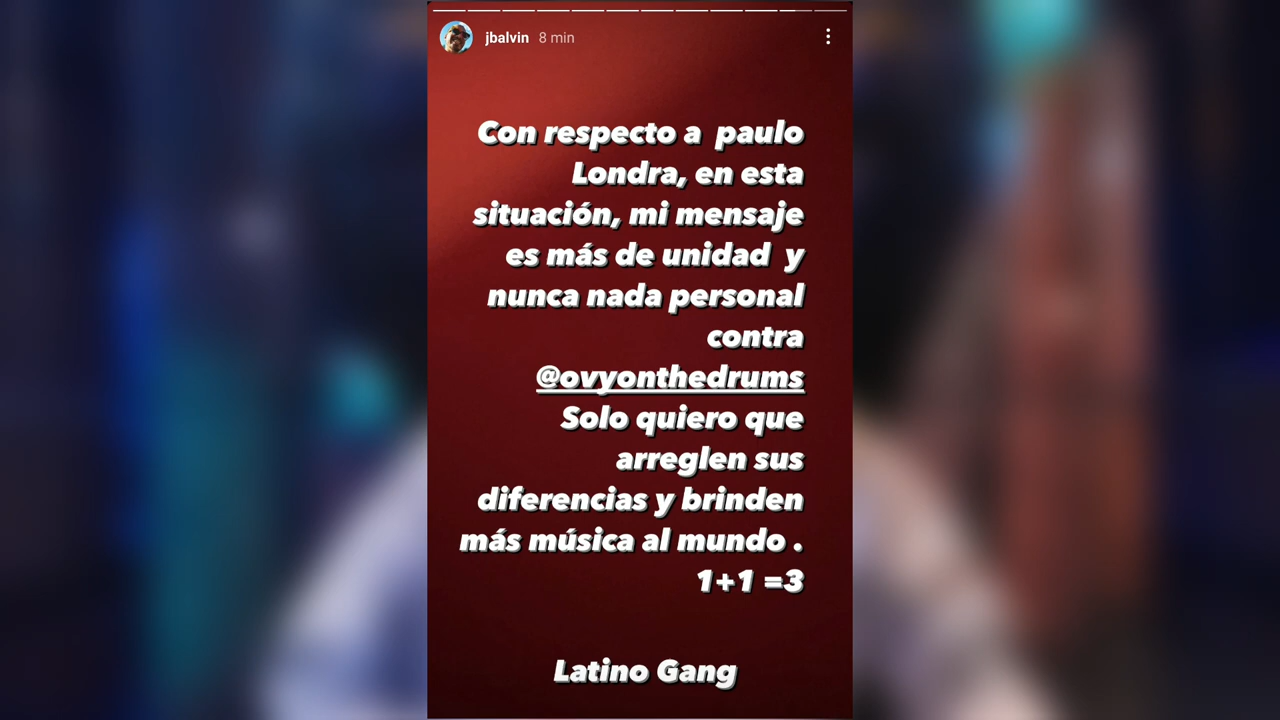 jbalvin 8 min
Con respecto a paulo
Londra, en esta
situación, mi mensaje
es más de unidad y
nunca nada personal
contra
@ovyonthedrums
Solo quiero que
arreglen sus
diferencias y brinden
más música al mundo .
1+1 =3
Latino Gang